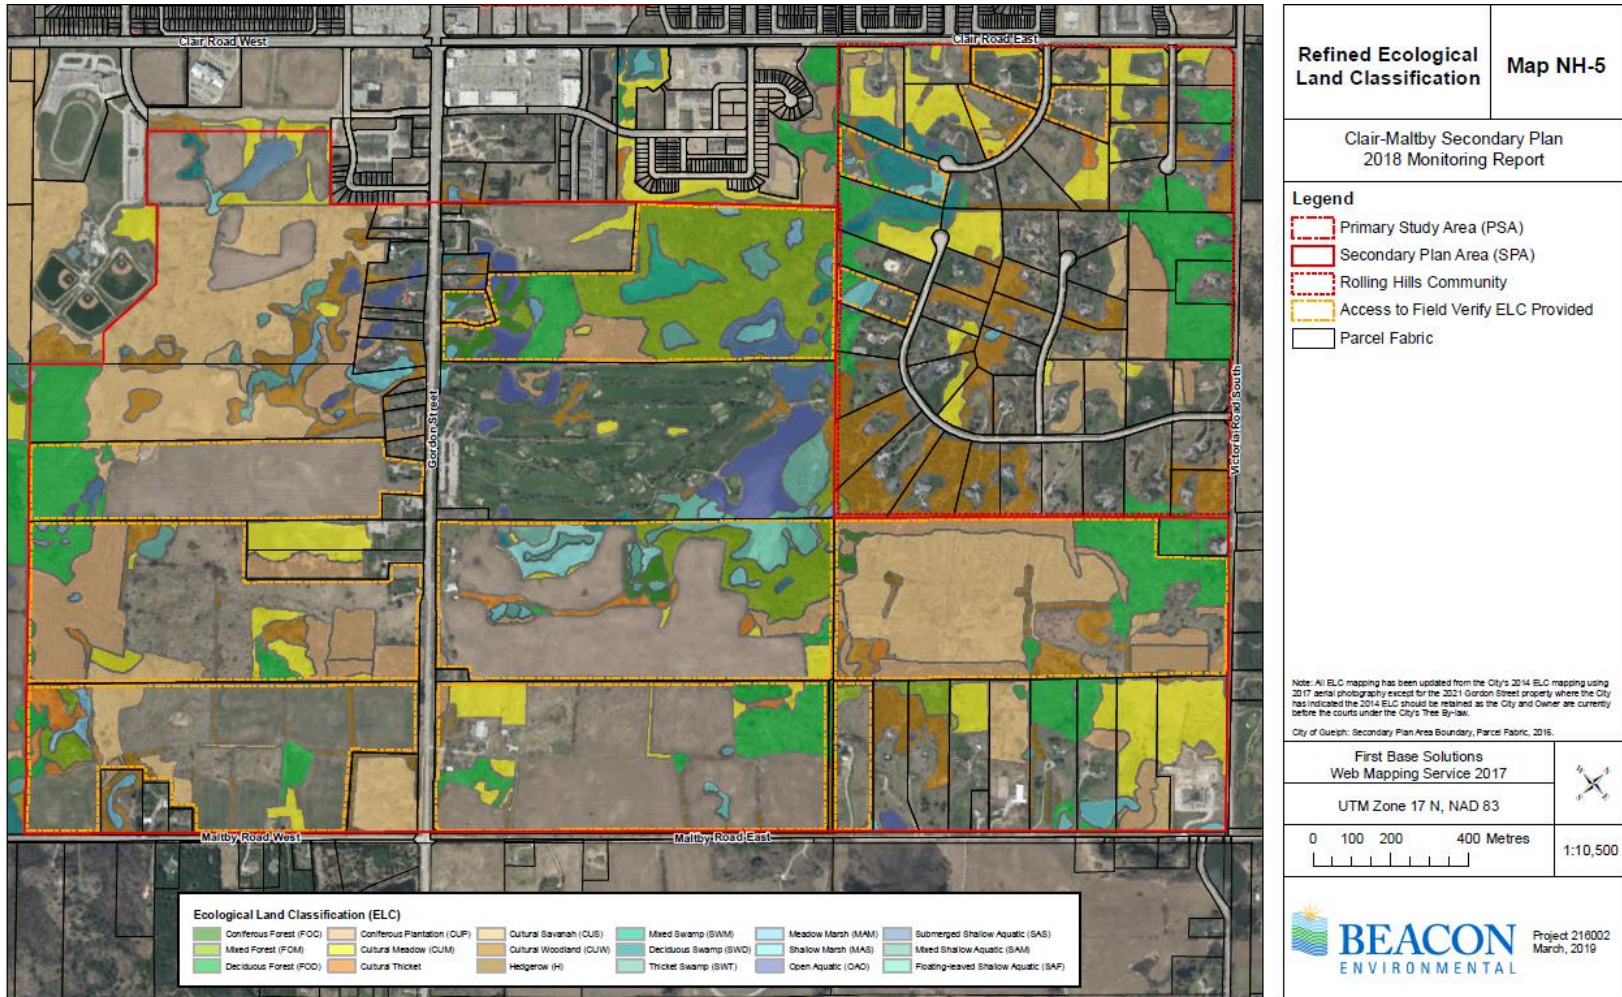 Clair Road West
Clair Road East
Gordon Street
Victoria Road South
Maltby Road West
Maltby Road East
Ecological Land Classification (ELC)
Coniferous Forest (FOC)
Mixed Forest (FOM)
Deciduous Forest (FOD)
Coniferous Plantation (CUP)
Cultural Meadow (CUM)
Cultural Thicket
Cultural Savanah (CUS)
Cultural Woodland (CUW)
Hedgerow (H)
Mixed Swamp (SWM)
Deciduous Swamp (SWD)
Thicket Swamp (SWT)
Meadow Marsh (MAM)
Shallow Marsh (MAS)
Open Aquatic (OAO)
Submerged Shallow Aquatic (SAS)
Mixed Shallow Aquatic (SAM)
Floating-leaved Shallow Aquatic (SAF)
Refined Ecological
Land Classification
Map NH-5
Clair-Maltby Secondary Plan
2018 Monitoring Report
Legend
Primary Study Area (PSA)
Secondary Plan Area (SPA)
Rolling Hills Community
Access to Field Verify ELC Provided
Parcel Fabric
Note: All ELC mapping has been updated from the City's 2014 ELC mapping using
2017 aerial photography except for the 2021 Gordon Street property where the City
has indicated the 2014 ELC should be retained as the City and Owner are currently
before the courts under the City's Tree By-law.
City of Guelph: Secondary Plan Area Boundary, Parcel Fabric, 2016.
First Base Solutions
Web Mapping Service 2017
UTM Zone 17 N, NAD 83
N
E
S
W
0 100 200 400 Metres
1:10,500
BEACON
ENVIRONMENTAL
Project 216002
March, 2019